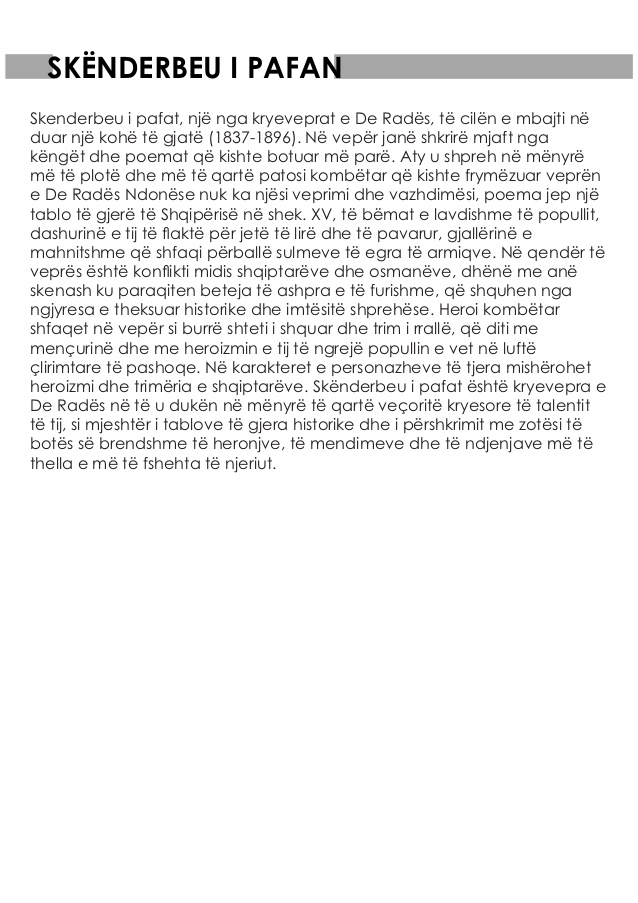 SKËNDERBEU I PAFAN
Skenderbeu i pafat, një nga kryeveprat e De Radës, të cilën e mbajti në
duar një kohë të gjatë (1837-1896). Në vepër janë shkrirë mjaft nga
këngët dhe poemat që kishte botuar më parë. Aty u shpreh në mënyrë
më të plotë dhe më të qartë patosi kombëtar që kishte frymëzuar veprën
e De Radës Ndonëse nuk ka njësi veprimi dhe vazhdimësi, poema jep një
tablo të gjerë të Shqipërisë në shek. XV, të bëmat e lavdishme të popullit,
dashurinë e tij të flaktë për jetë të lirë dhe të pavarur, gjallërinë e
mahnitshme që shfaqi përballë sulmeve të egra të armiqve. Në qendër të
veprës është konflikti midis shqiptarëve dhe osmanëve, dhënë me anë
skenash ku paraqiten beteja të ashpra e të furishme, që shquhen nga
ngjyresa e theksuar historike dhe imtësitë shprehëse. Heroi kombëtar
shfaqet në vepër si burrë shteti i shquar dhe trim i rrallë, që diti me
mençurinë dhe me heroizmin e tij të ngrejë popullin e vet në luftë
çlirimtare të pashoqe. Në karakteret e personazheve të tjera mishërohet
heroizmi dhe trimëria e shqiptarëve. Skënderbeu i pafat është kryevepra e
De Radës në të u dukën në mënyrë të qartë veçoritë kryesore të talentit
të tij, si mjeshtër i tablove të gjera historike dhe i përshkrimit me zotësi të
botës së brendshme të heronjve, të mendimeve dhe të ndjenjave më të
thella e më të fshehta të njeriut.